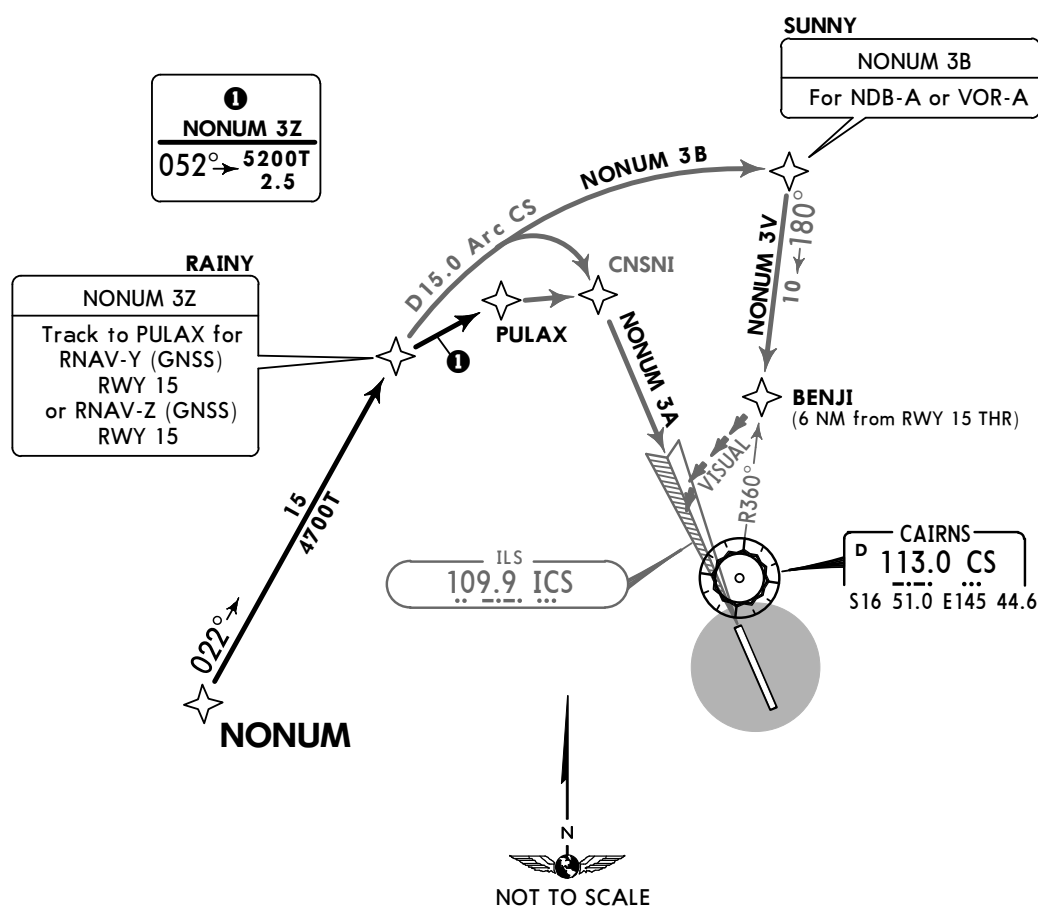 SUNNY
NONUM 3B
For NDB-A or VOR-A
1
NONUM 3Z
052° 5200T
2.5
NONUM 3B
D15.0 Arc CS
NONUM 3V
10 180°
RAINY
NONUM 3Z
Track to PULAX for
RNAV-Y (GNSS)
RWY 15
or RNAV-Z (GNSS)
RWY 15
CNSNI
PULAX
1
NONUM 3A
BENJI
(6 NM from RWY 15 THR)
VISUAL
R360°
15
4700T
022°
ILS
109.9 ICS
CAIRNS
D 113.0 CS
S16 51.0 E145 44.6
NONUM
N
NOT TO SCALE